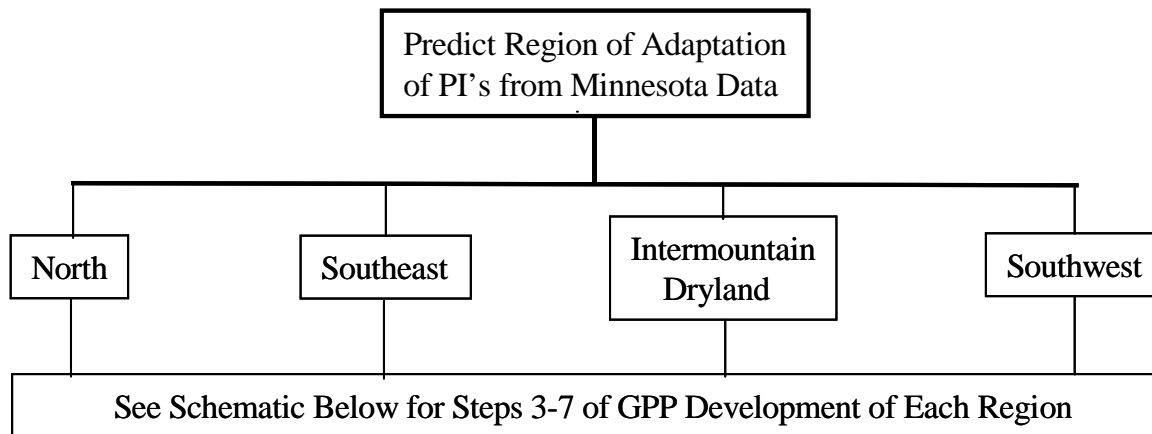 Predict Region of Adaptation
of PI's from Minnesota Data
North
Southeast
Intermountain
Dryland
Southwest
See Schematic Below for Steps 3-7 of GPP Development of Each Region